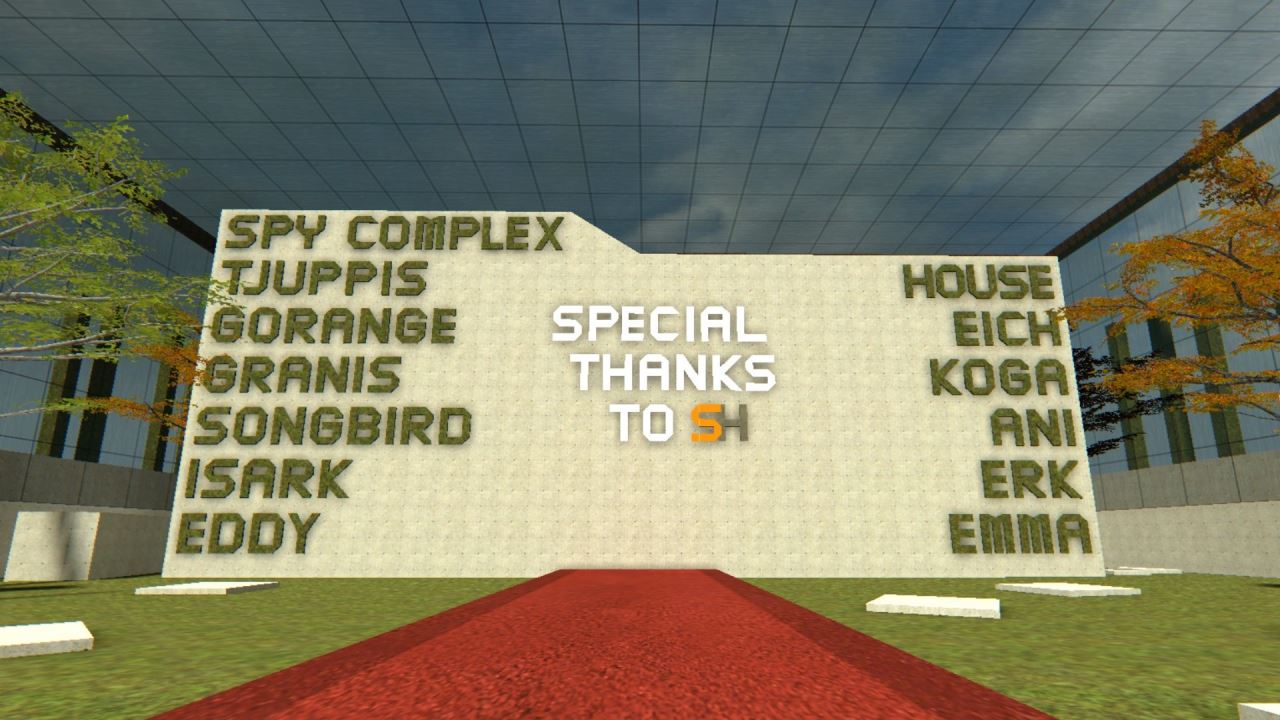 SPY COMPLEX
TJUPPIS
GORANGE
GRANIS
SONGBIRD
ISARK
EDDY
SPECIAL
THANKS
TO SH
HOUSE
EICH
KOGA
ANI
ERK
EMMA